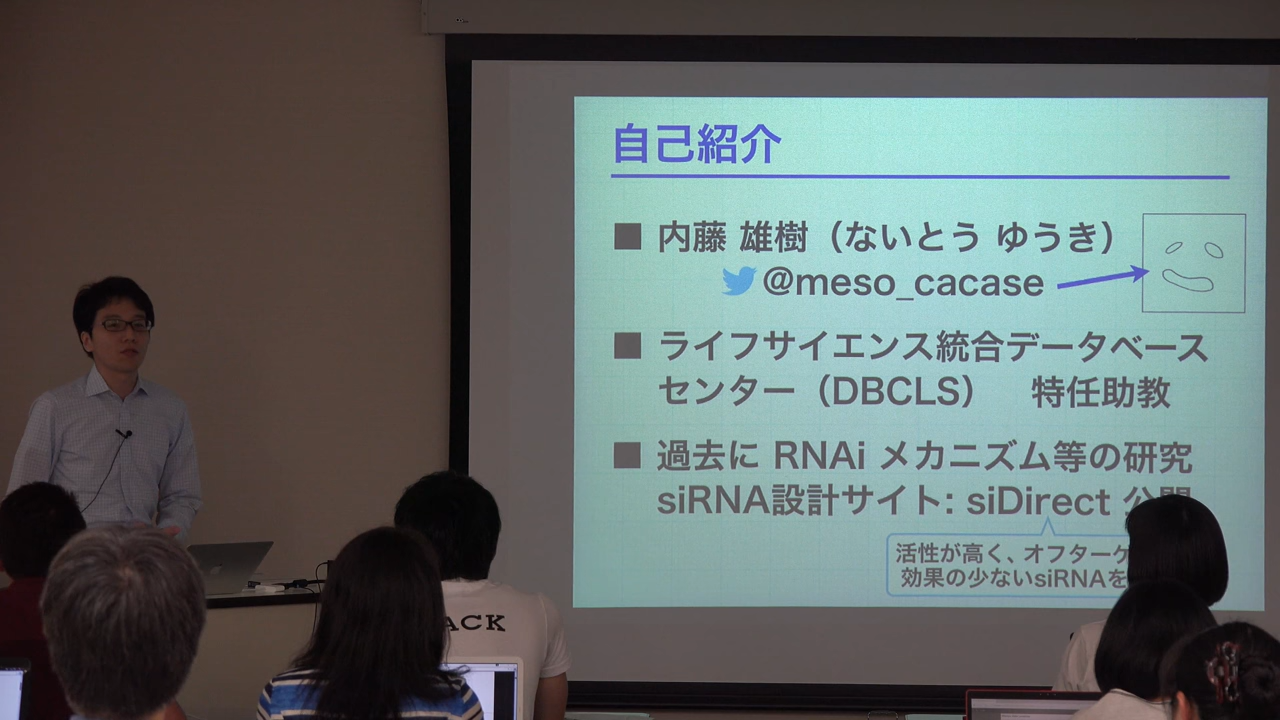 自己紹介
■ 内藤 雄樹（ないとう ゆうき）
@meso_cacase
■ ライフサイエンス統合データベース
センター（DBCLS） 特任助教
■ 過去に RNAi メカニズム等の研究
siRNA設計サイト: siDirect 公開
活性が高く、オフターゲ
効果の少ないsiRNAを
ACK